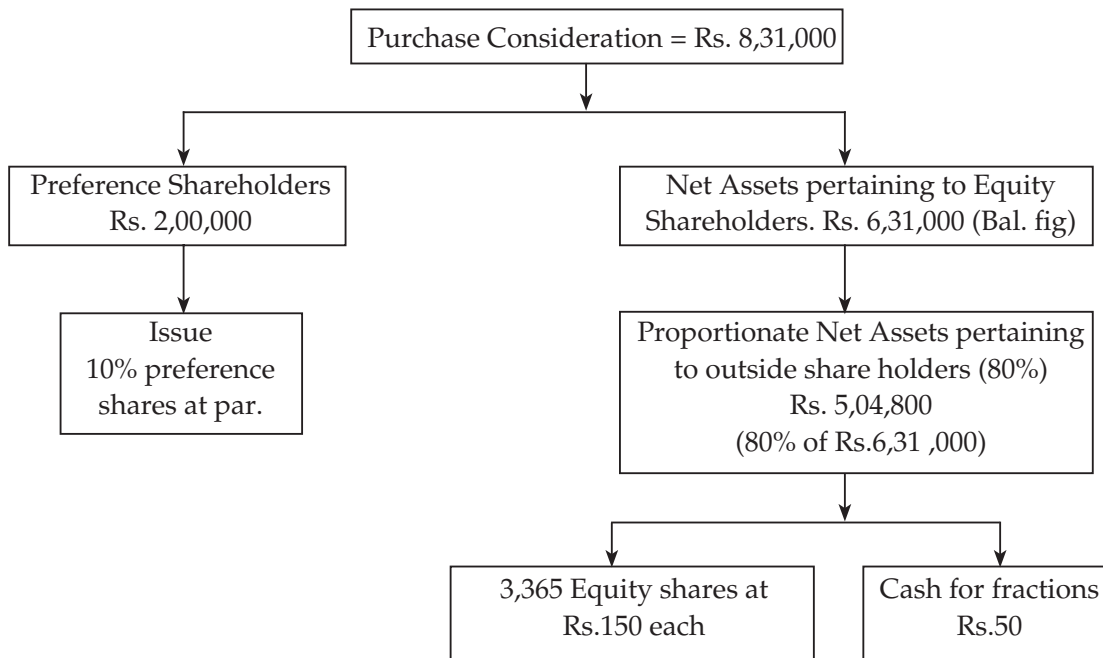 Purchase Consideration = Rs. 8,31,000
Preference Shareholders
Rs. 2,00,000
Net Assets pertaining to Equity
Shareholders. Rs. 6,31,000 (Bal. fig)
Issue
10% preference
shares at par.
Proportionate Net Assets pertaining
to outside share holders (80%)
Rs. 5,04,800
(80% of Rs.6,31 ,000)
3,365 Equity shares at
Rs.150 each
Cash for fractions
Rs.50